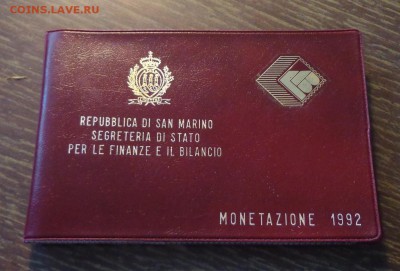 COINS.LAVE.RU
REPUBBLICA DI SAN MARINO
SEGRETERIA DI STATO
PER LE FINANZE E IL BILANCIO
MONETAZIONE 1992